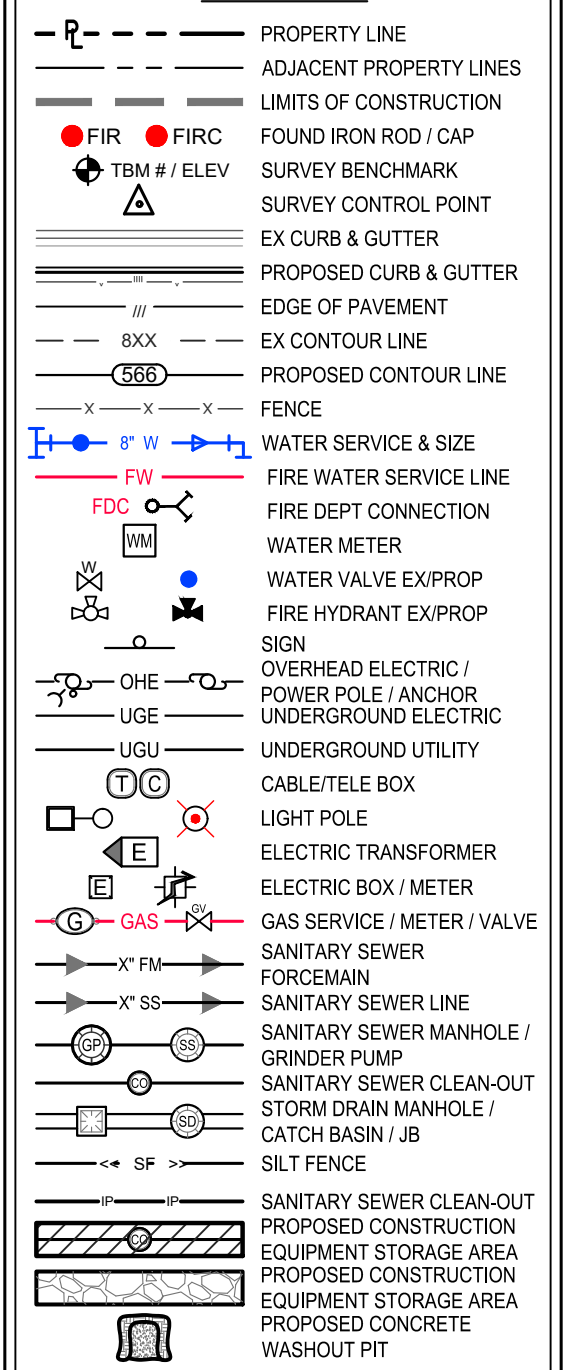 PL PROPERTY LINE
ADJACENT PROPERTY LINES
LIMITS OF CONSTRUCTION
FIR FIRC FOUND IRON ROD / CAP
TBM # / ELEV SURVEY BENCHMARK
SURVEY CONTROL POINT
EX CURB & GUTTER
PROPOSED CURB & GUTTER
/// EDGE OF PAVEMENT
8XX EX CONTOUR LINE
566 PROPOSED CONTOUR LINE
X X X FENCE
8" W WATER SERVICE & SIZE
FW FIRE WATER SERVICE LINE
FDC FIRE DEPT CONNECTION
WM WATER METER
W WATER VALVE EX/PROP
FIRE HYDRANT EX/PROP
SIGN
OHE OVERHEAD ELECTRIC /
POWER POLE / ANCHOR
UGE UNDERGROUND ELECTRIC
UGU UNDERGROUND UTILITY
T C CABLE/TELE BOX
LIGHT POLE
E ELECTRIC TRANSFORMER
E ELECTRIC BOX / METER
G GAS GV GAS SERVICE / METER / VALVE
X" FM SANITARY SEWER
FORCEMAIN
X" SS SANITARY SEWER LINE
GP SS SANITARY SEWER MANHOLE /
GRINDER PUMP
CO SANITARY SEWER CLEAN-OUT
SD STORM DRAIN MANHOLE /
CATCH BASIN / JB
<< SF >> SILT FENCE
IP IP SANITARY SEWER CLEAN-OUT
CO PROPOSED CONSTRUCTION
EQUIPMENT STORAGE AREA
PROPOSED CONSTRUCTION
EQUIPMENT STORAGE AREA
PROPOSED CONCRETE
WASHOUT PIT